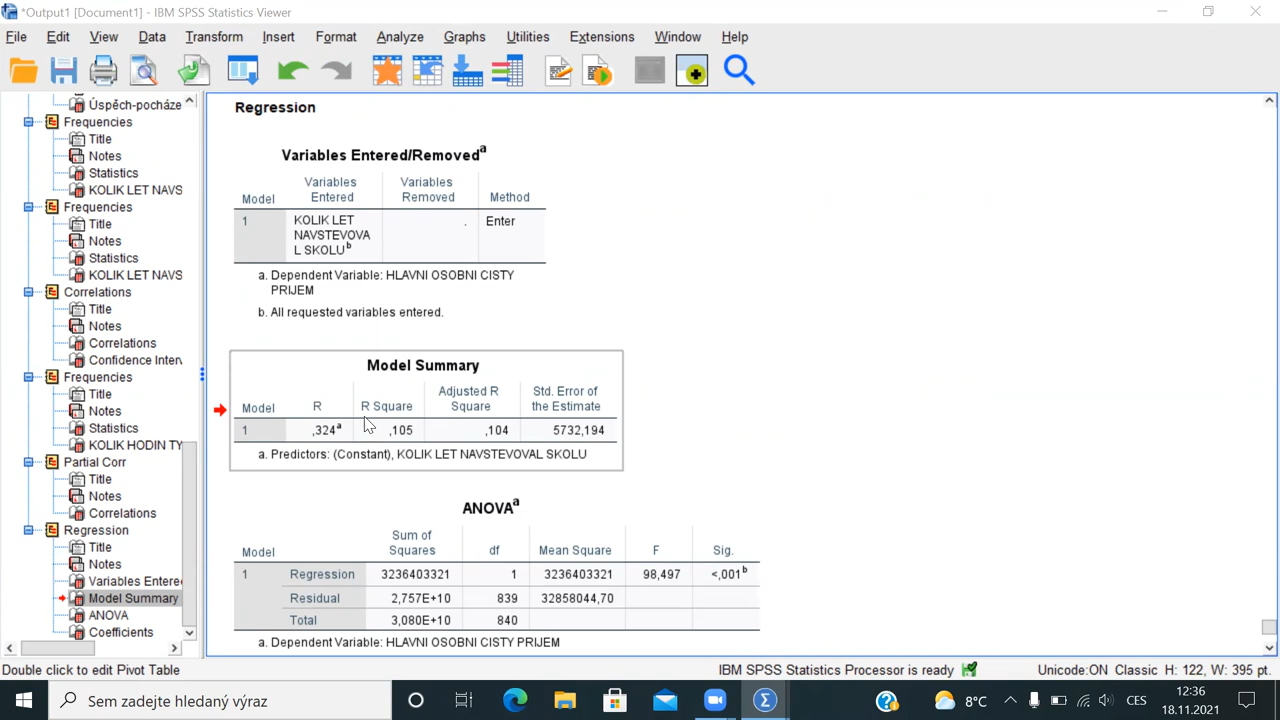 *Output1 [Document1] - IBM SPSS Statistics Viewer
File Edit View Data Transform Insert Format Analyze Graphs Utilities Extensions Window Help
Úspěch-pocháze
Frequencies
Title
Notes
Statistics
KOLIK LET NAVS
Frequencies
Title
Notes
Statistics
KOLIK LET NAVS
Correlations
Title
Notes
Correlations
Confidence Interv
Frequencies
Title
Notes
Statistics
KOLIK HODIN TY
Partial Corr
Title
Notes
Correlations
Regression
Title
Notes
Variables Entere
Model Summary
ANOVA
Coefficients
Regression
Variables Entered/Removedᵃ
Variables Variables
Model Entered Removed Method
1 KOLIK LET . Enter
NAVSTEVOVA
L SKOLUᵇ
a. Dependent Variable: HLAVNI OSOBNI CISTY
PRIJEM
b. All requested variables entered.
Model Summary
Adjusted R Std. Error of
Model R R Square Square the Estimate
1 ,324ᵃ ,105 ,104 5732,194
a. Predictors: (Constant), KOLIK LET NAVSTEVOVAL SKOLU
ANOVAᵃ
Sum of
Model Squares df Mean Square F Sig.
1 Regression 3236403321 1 3236403321 98,497 <,001ᵇ
Residual 2,757E+10 839 32858044,70
Total 3,080E+10 840
a. Dependent Variable: HLAVNI OSOBNI CISTY PRIJEM
Double click to edit Pivot Table IBM SPSS Statistics Processor is ready Unicode:ON Classic H: 122, W: 395 pt.
Sem zadejte hledaný výraz 8°C CES 12:36
18.11.2021